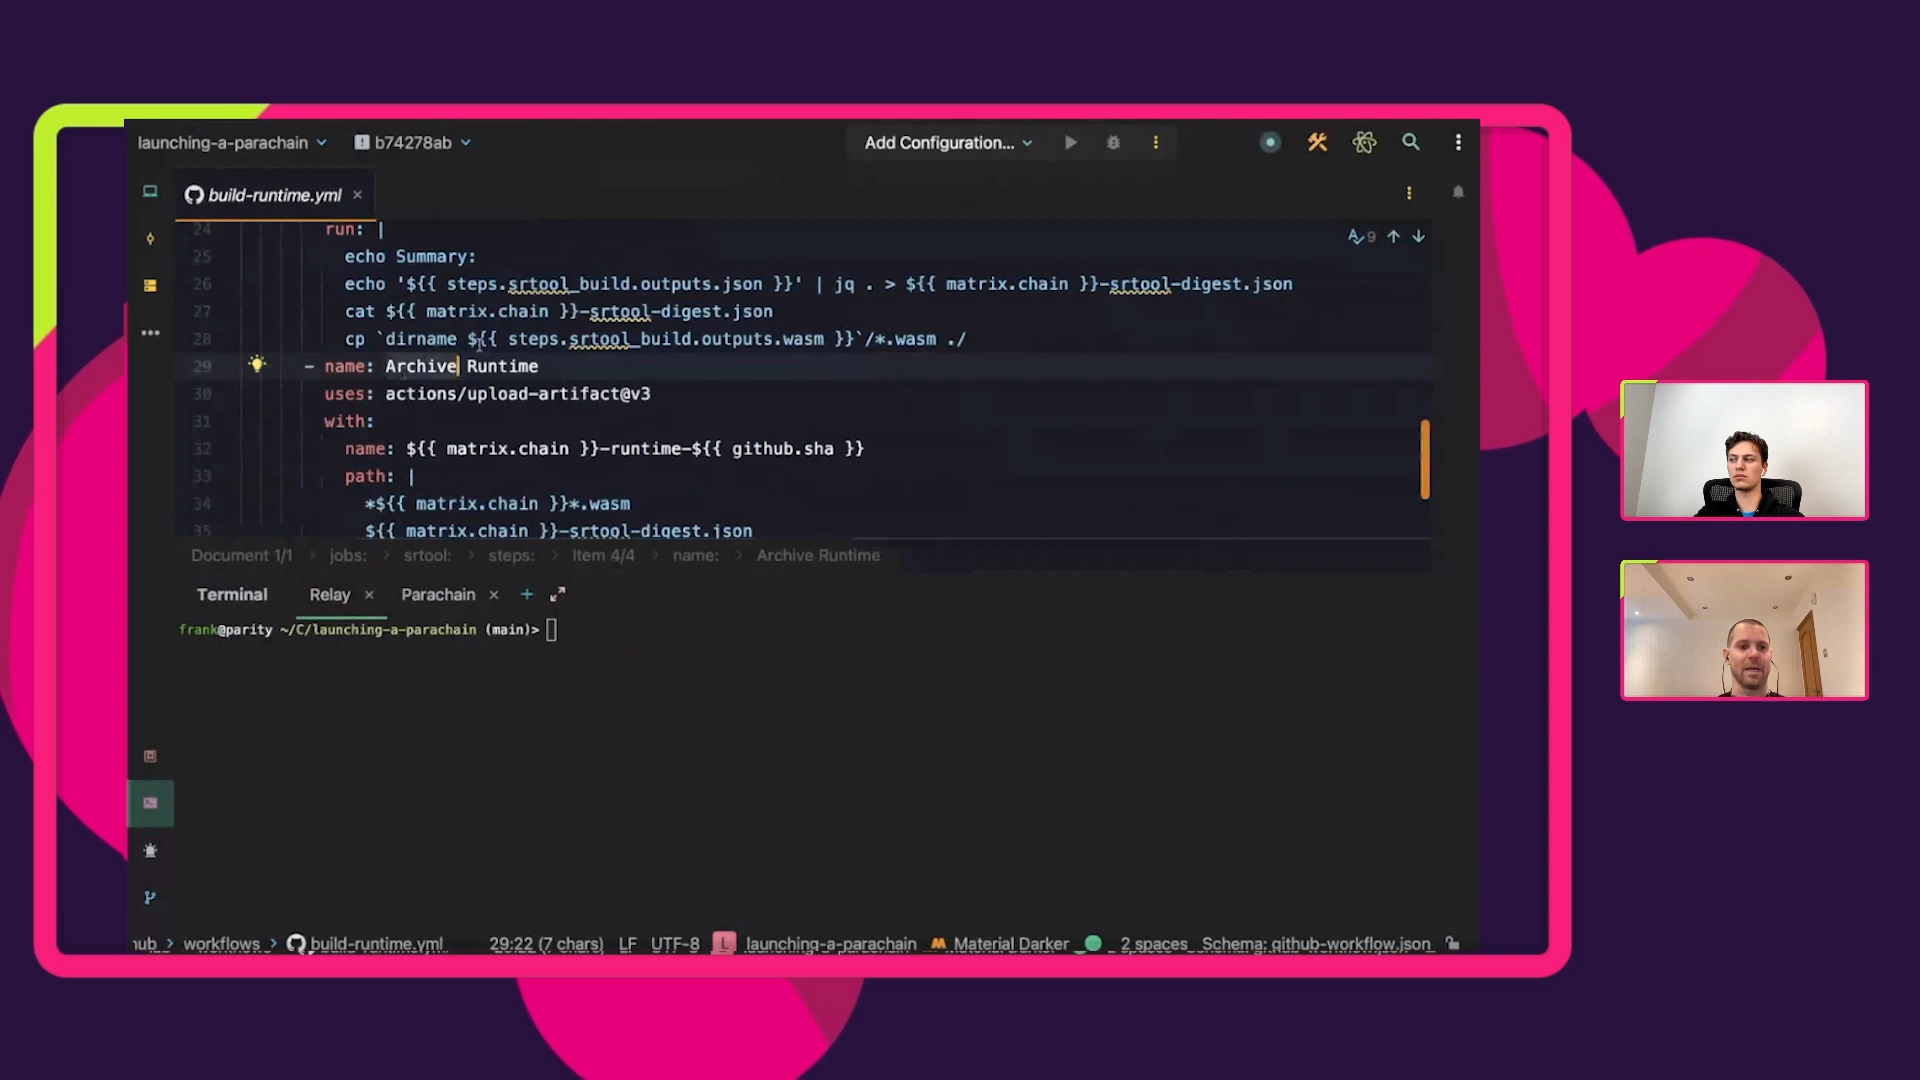 launching-a-parachain
b74278ab
Add Configuration...
build-runtime.yml
24 run: |
25 echo Summary:
26 echo '${{ steps.srtool_build.outputs.json }}' | jq . > ${{ matrix.chain }}-srtool-digest.json
27 cat ${{ matrix.chain }}-srtool-digest.json
28 cp `dirname ${{ steps.srtool_build.outputs.wasm }}`/*.wasm ./
29 - name: Archive Runtime
30 uses: actions/upload-artifact@v3
31 with:
32 name: ${{ matrix.chain }}-runtime-${{ github.sha }}
33 path: |
34 *${{ matrix.chain }}*.wasm
35 ${{ matrix.chain }}-srtool-digest.json
9
Document 1/1 > jobs: > srtool: > steps: > Item 4/4 > name: > Archive Runtime
Terminal Relay Parachain
frank@parity ~/C/launching-a-parachain (main)>
hub > workflows > build-runtime.yml 29:22 (7 chars) LF UTF-8 L launching-a-parachain Material Darker 2 spaces Schema: github-workflow.json